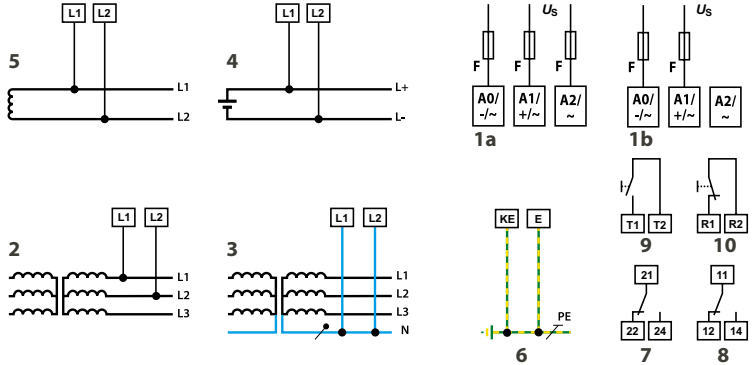 L1 L2
5
L1
L2
L1 L2
4
L+
L-
US
F F F
A0/ -/~
A1/ +/~
A2/ ~
1a
US
F F
A0/ -/~
A1/ +/~
A2/ ~
1b
L1 L2
2
L1
L2
L3
L1 L2
3
L1
L2
L3
N
KE E
PE
6
T1 T2
9
R1 R2
10
21
22 24
7
11
12 14
8